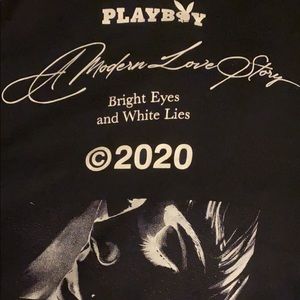 PLAYBOY
A Modern Love Story
Bright Eyes
and White Lies
©2020